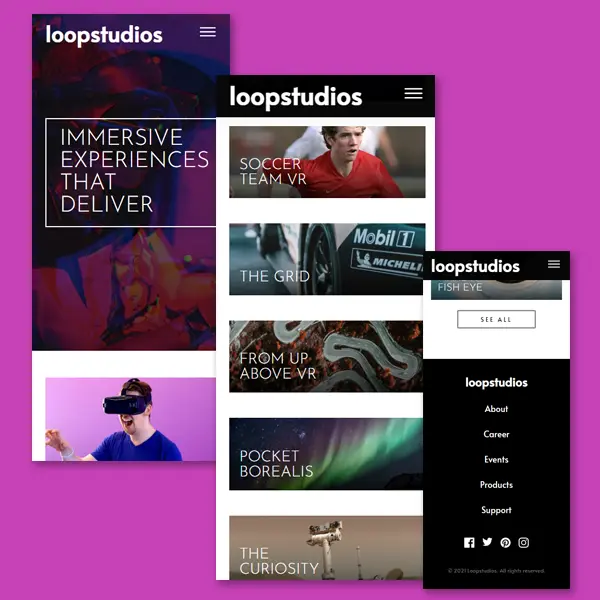 loopstudios
IMMERSIVE
EXPERIENCES
THAT
DELIVER
loopstudios
SOCCER
TEAM VR
Mobil 1
MICHELIN
THE GRID
FROM UP
ABOVE VR
POCKET
BOREALIS
THE
CURIOSITY
loopstudios
FISH EYE
SEE ALL
loopstudios
About
Career
Events
Products
Support
© 2021 Loopstudios. All rights reserved.